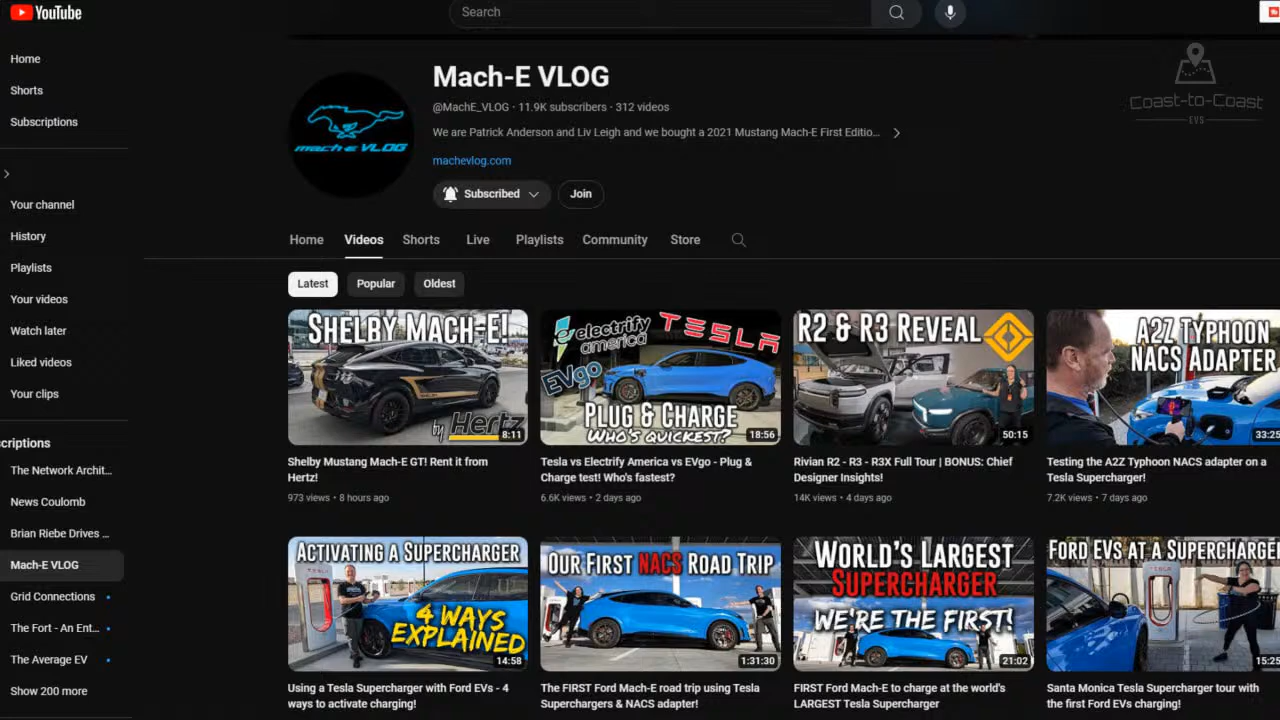 YouTube
Search
Home
Shorts
Subscriptions
Your channel
History
Playlists
Your videos
Watch later
Liked videos
Your clips
criptions
The Network Archit...
News Coulomb
Brian Riebe Drives ...
Mach-E VLOG
Grid Connections
The Fort - An Ent...
The Average EV
Show 200 more
Coast-to-Coast
EVS
mach-e VLOG
Mach-E VLOG
@MachE_VLOG · 11.9K subscribers · 312 videos
We are Patrick Anderson and Liv Leigh and we bought a 2021 Mustang Mach-E First Editio...
machevlog.com
Subscribed
Join
Home Videos Shorts Live Playlists Community Store
Latest Popular Oldest
SHELBY MACH-E!
by Hertz
8:11
Shelby Mustang Mach-E GT! Rent it from
Hertz!
973 views • 8 hours ago
electrify
america
TESLA
EVgo
PLUG & CHARGE
WHO'S QUICKEST?
18:56
Tesla vs Electrify America vs EVgo - Plug &
Charge test! Who's fastest?
6.6K views • 2 days ago
R2 & R3 REVEAL
50:15
Rivian R2 - R3 - R3X Full Tour | BONUS: Chief
Designer Insights!
14K views • 4 days ago
A2Z TYPHOON
NACS ADAPTER
33:25
Testing the A2Z Typhoon NACS adapter on a
Tesla Supercharger!
7.2K views • 7 days ago
ACTIVATING A SUPERCHARGER
TESLA
4 WAYS
EXPLAINED
14:58
Using a Tesla Supercharger with Ford EVs - 4
ways to activate charging!
OUR FIRST NACS ROAD TRIP
1:31:30
The FIRST Ford Mach-E road trip using Tesla
Superchargers & NACS adapter!
WORLD'S LARGEST
SUPERCHARGER
WE'RE THE FIRST!
21:02
FIRST Ford Mach-E to charge at the world's
LARGEST Tesla Supercharger
FORD EVS AT A SUPERCHARGER
TESLA
15:25
Santa Monica Tesla Supercharger tour with
the first Ford EVs charging!